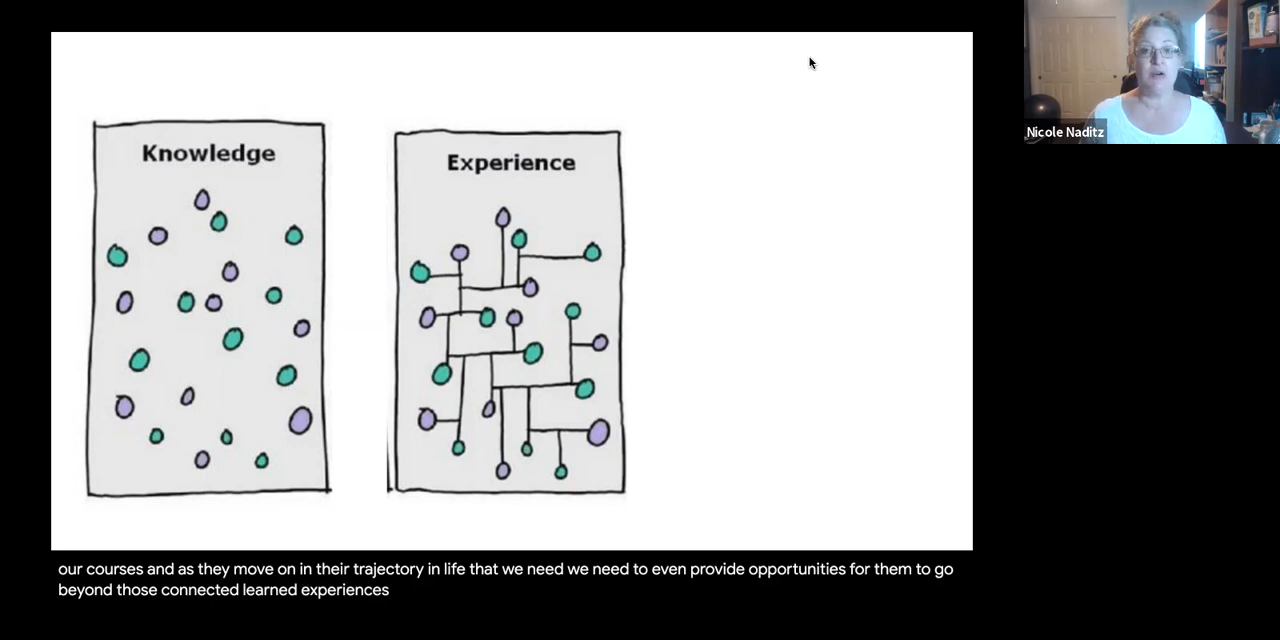 Knowledge
Experience
Nicole Naditz
our courses and as they move on in their trajectory in life that we need we need to even provide opportunities for them to go
beyond those connected learned experiences